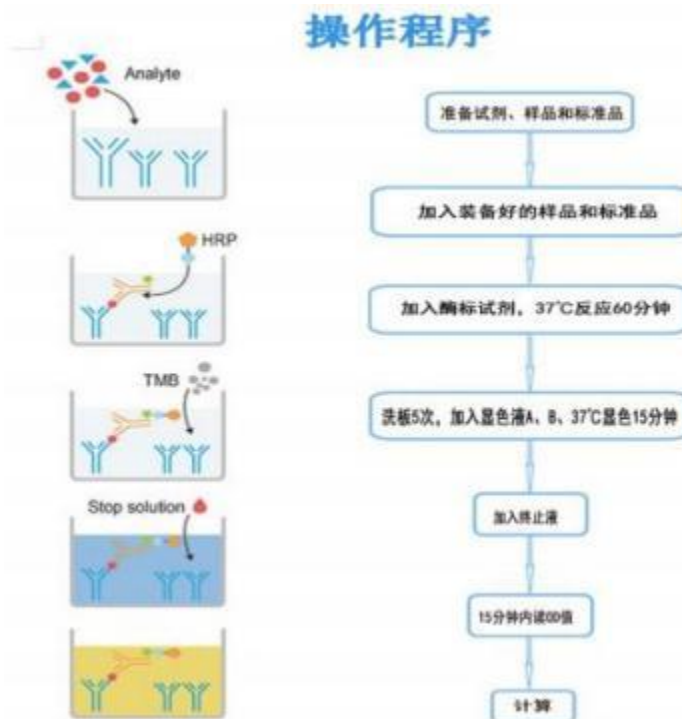 操作程序
Analyte
准备试剂、样品和标准品
加入装备好的样品和标准品
HRP
加入酶标试剂，37℃反应60分钟
TMB
洗板5次，加入显色液A、B、37℃显色15分钟
Stop solution
加入终止液
15分钟内读OD值
计算